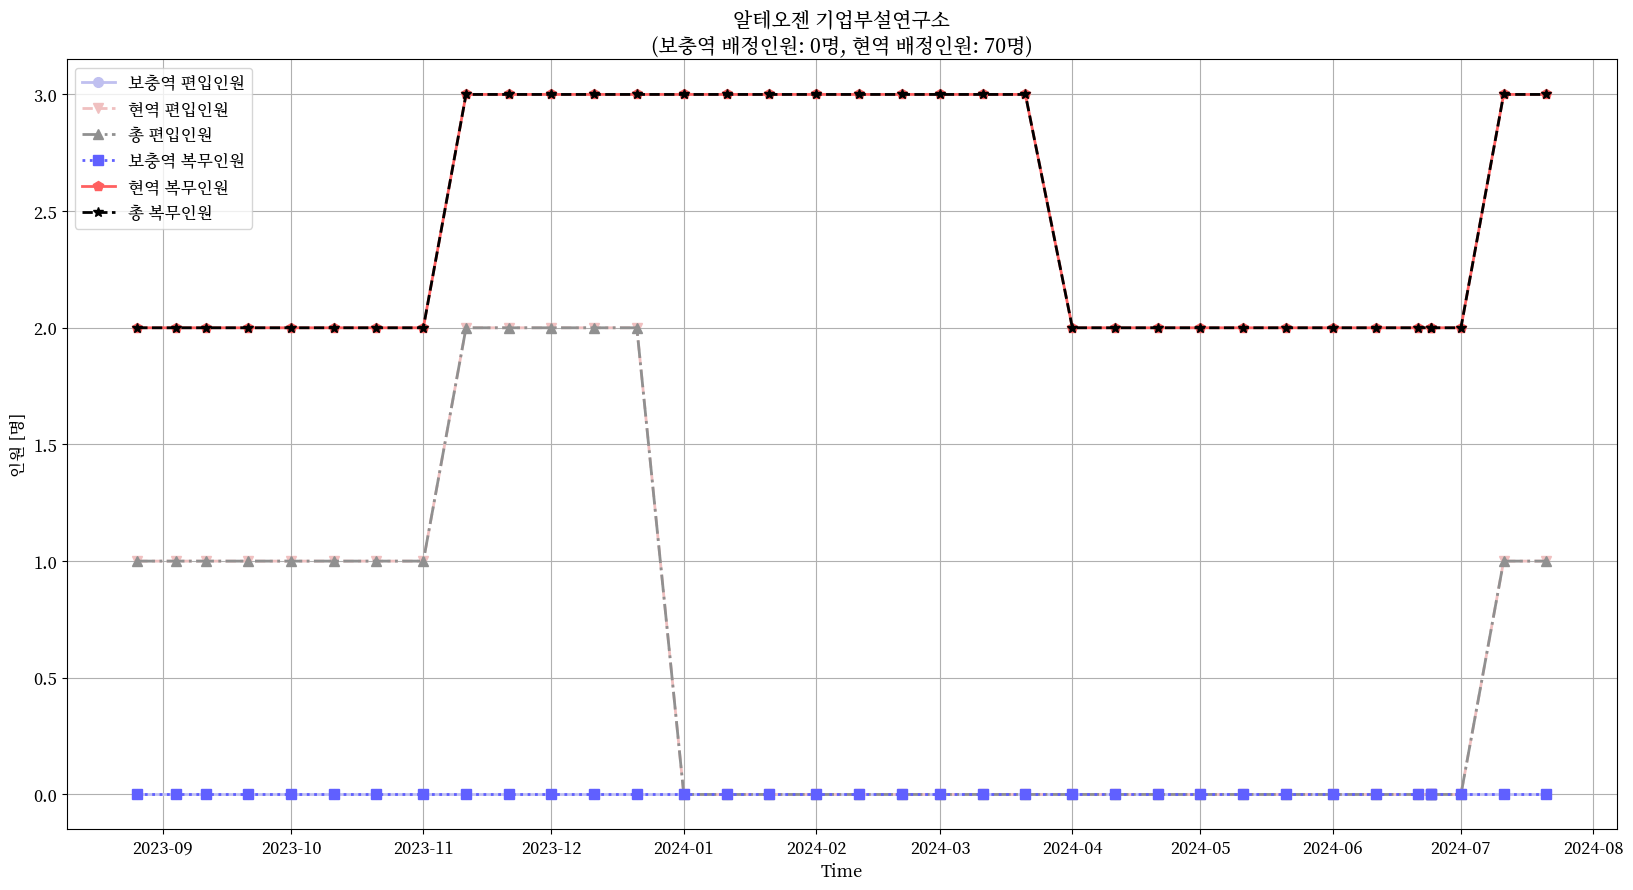 알테오젠 기업부설연구소
(보충역 배정인원: 0명, 현역 배정인원: 70명)
보충역 편입인원
현역 편입인원
총 편입인원
보충역 복무인원
현역 복무인원
총 복무인원
3.0
2.5
2.0
1.5
1.0
0.5
0.0
인원 [명]
2023-09 2023-10 2023-11 2023-12 2024-01 2024-02 2024-03 2024-04 2024-05 2024-06 2024-07 2024-08
Time